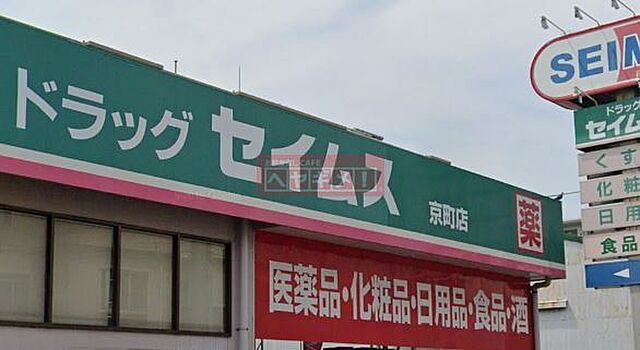 ドラッグ セイムス 京町店 薬
医薬品・化粧品・日用品・食品・酒
SEIM
ドラッ
セイムス
くす
化粧
日用
食品